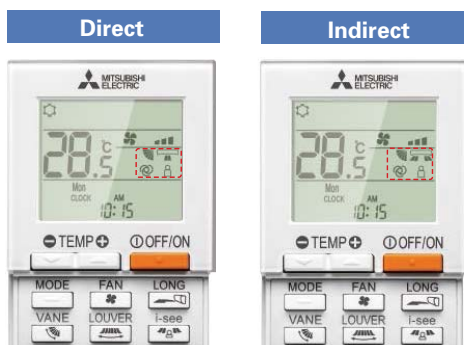 Direct
MITSUBISHI
ELECTRIC
28.5 ℃
Mon
CLOCK
AM
10:15
TEMP
OFF/ON
MODE
FAN
LONG
VANE
LOUVER
i-see
Indirect
MITSUBISHI
ELECTRIC
28.5 ℃
Mon
CLOCK
AM
10:15
TEMP
OFF/ON
MODE
FAN
LONG
VANE
LOUVER
i-see